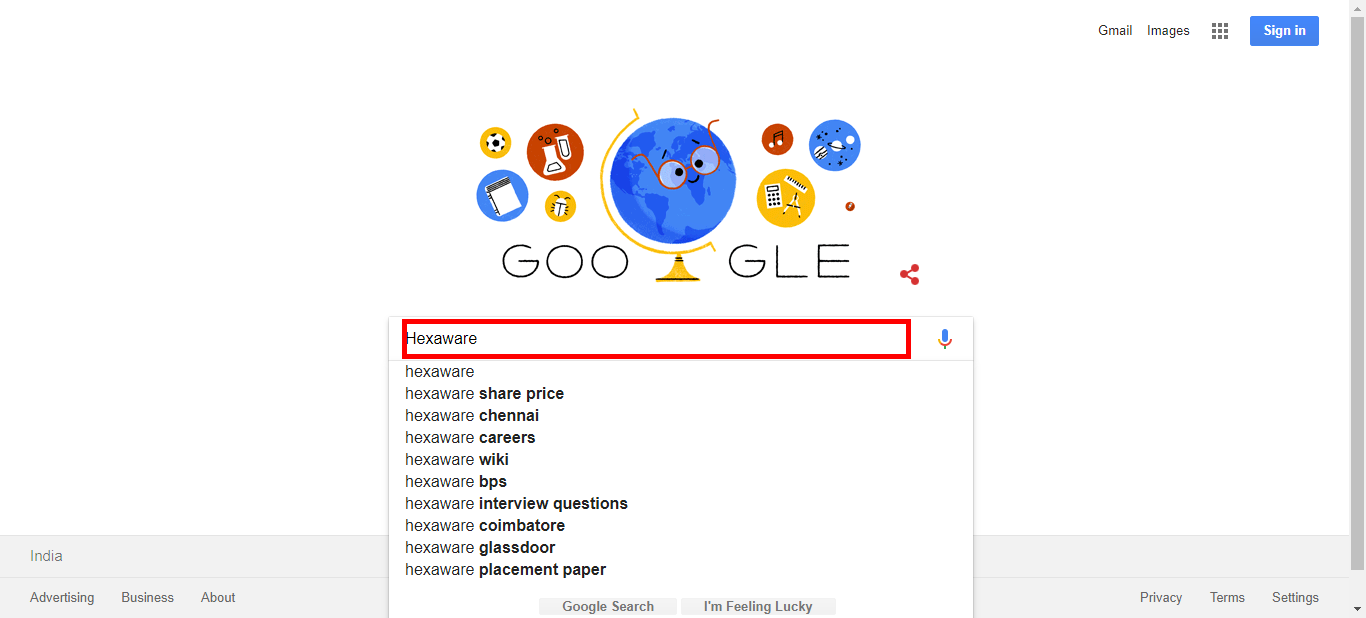 Gmail Images Sign in
GOO GLE
Hexaware
hexaware
hexaware share price
hexaware chennai
hexaware careers
hexaware wiki
hexaware bps
hexaware interview questions
hexaware coimbatore
hexaware glassdoor
hexaware placement paper
Google Search I'm Feeling Lucky
India
Advertising Business About Privacy Terms Settings